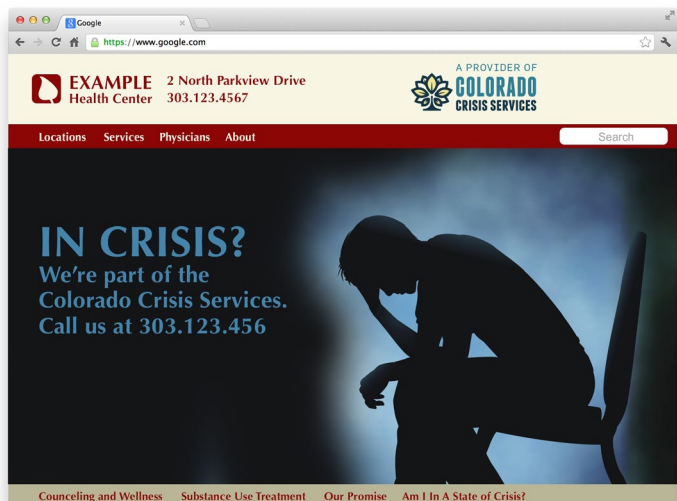 Google
https://www.google.com
EXAMPLE
Health Center
2 North Parkview Drive
303.123.4567
A PROVIDER OF
COLORADO
CRISIS SERVICES
Locations Services Physicians About
Search
IN CRISIS?
We're part of the
Colorado Crisis Services.
Call us at 303.123.456
Counceling and Wellness Substance Use Treatment Our Promise Am I In A State of Crisis?